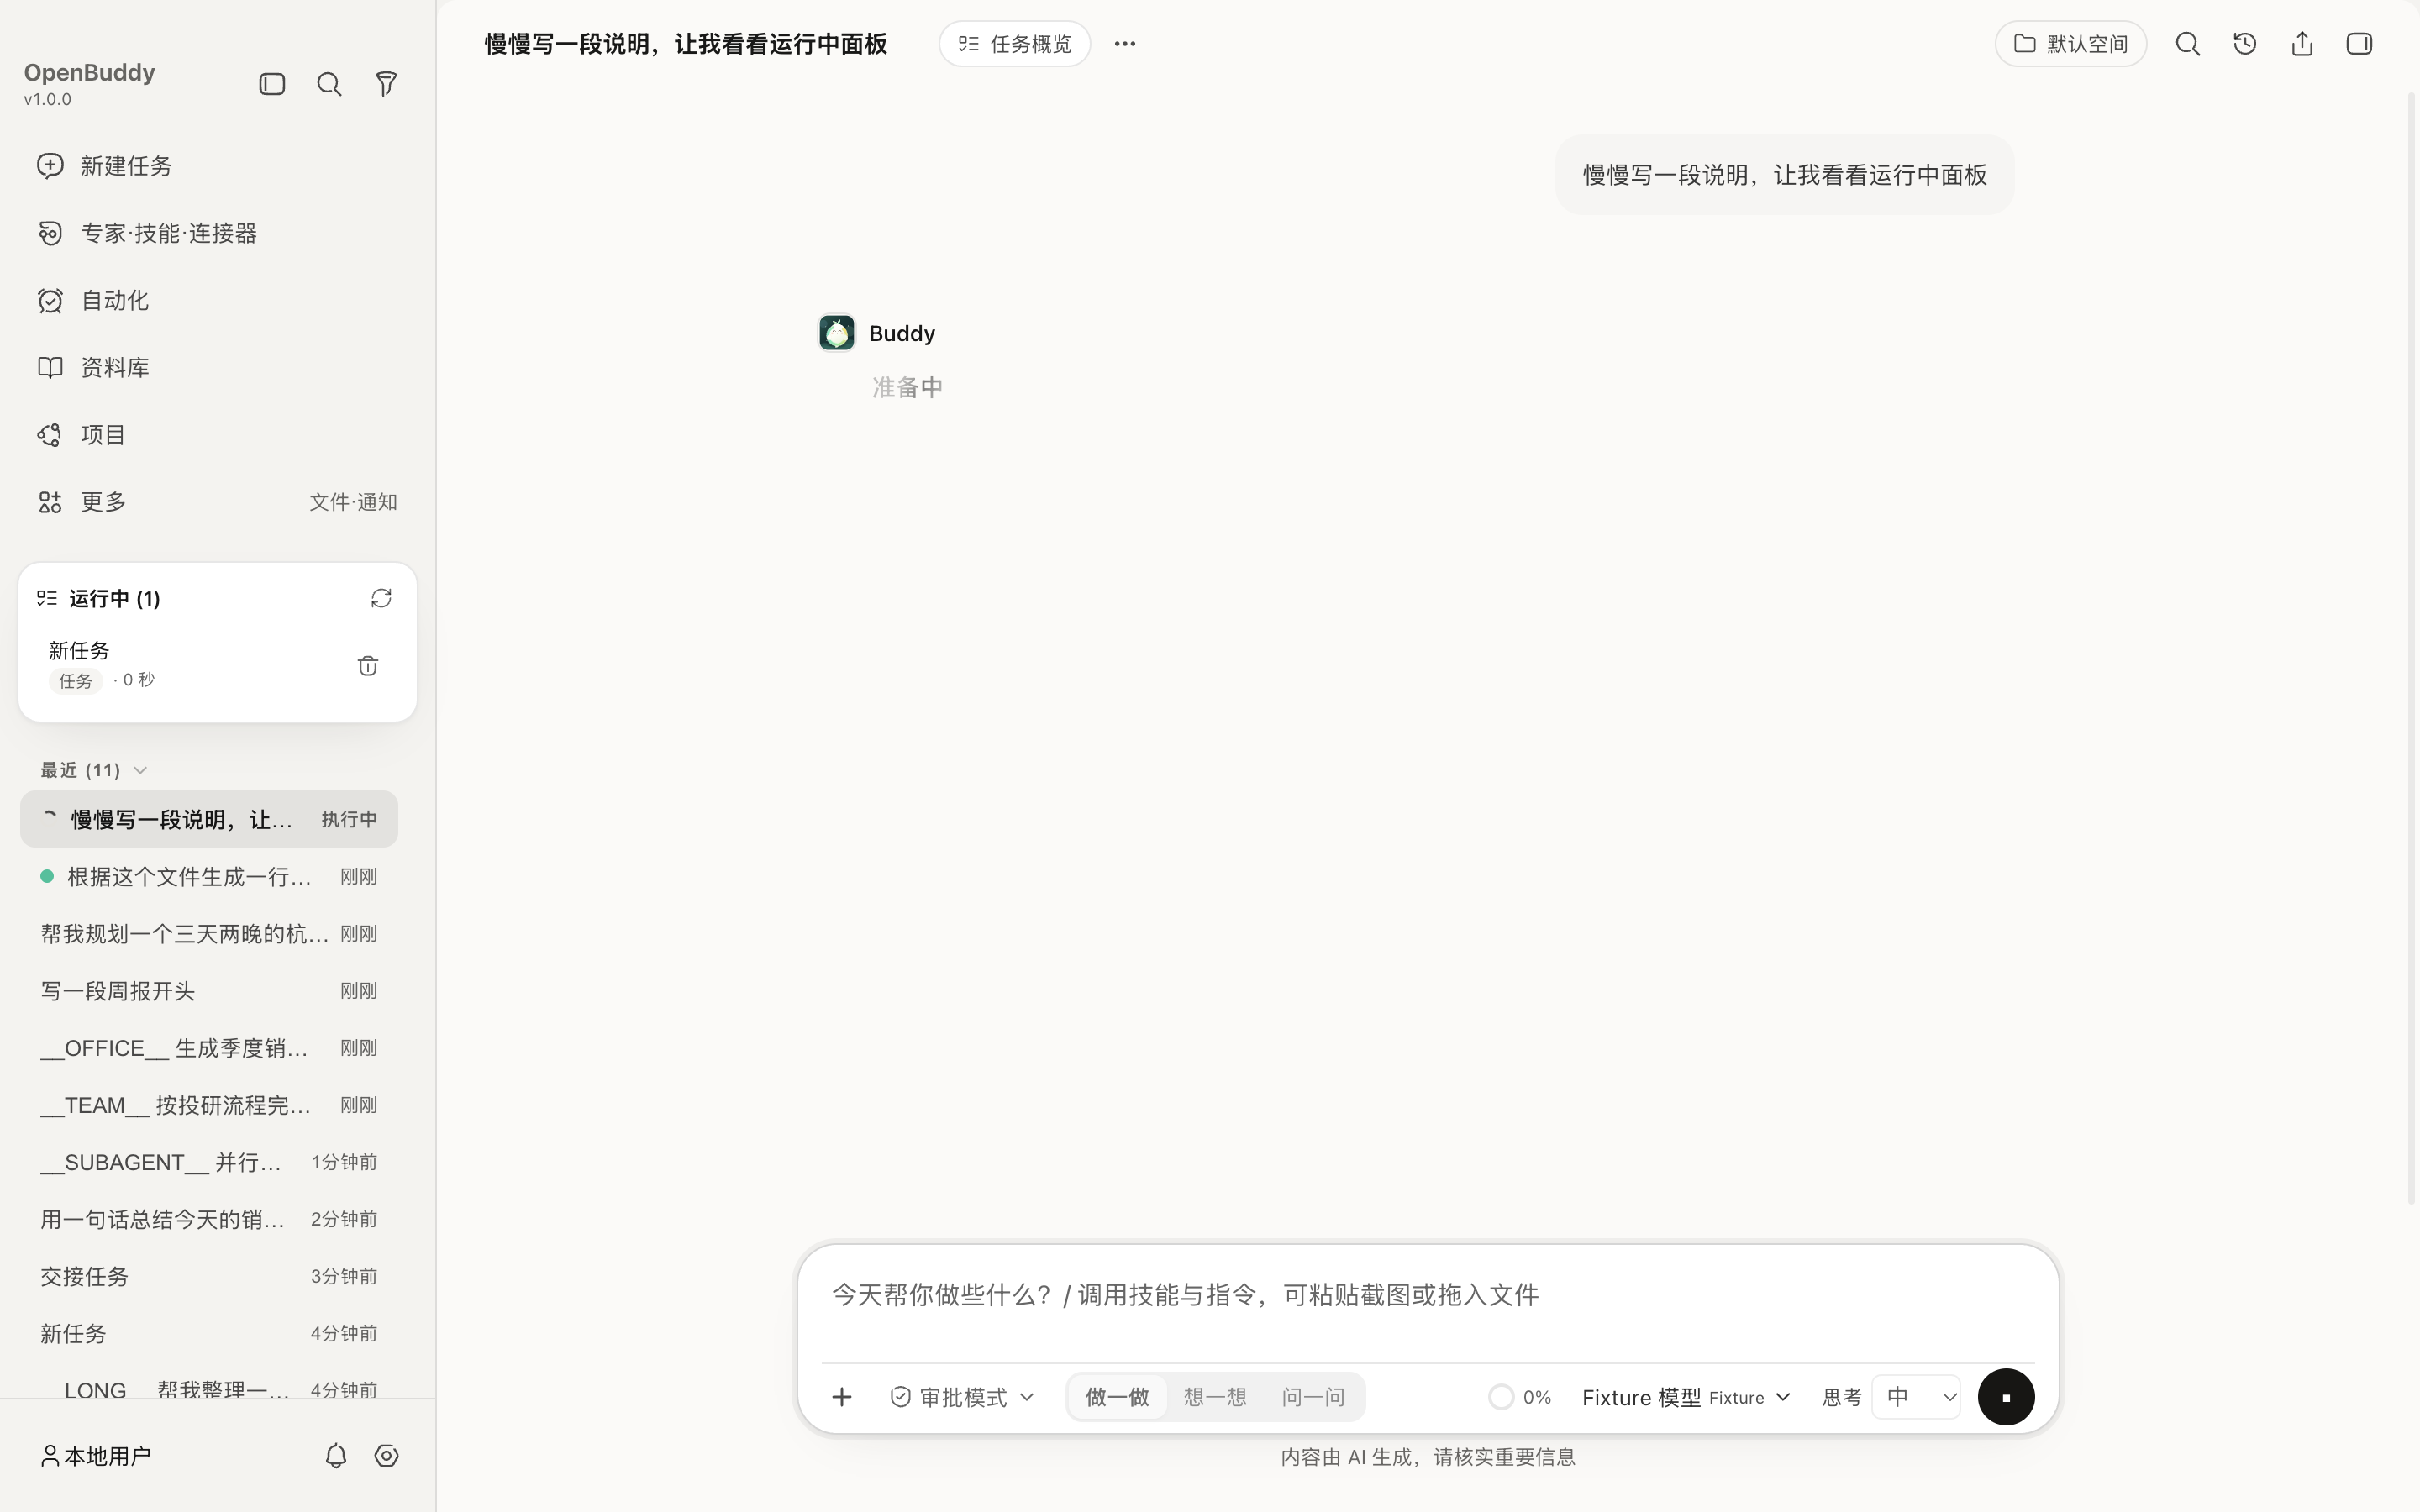 OpenBuddy
v1.0.0
新建任务
专家·技能·连接器
自动化
资料库
项目
更多 文件·通知
运行中 (1)
新任务
任务 · 0 秒
最近 (11)
慢慢写一段说明，让... 执行中
根据这个文件生成一行... 刚刚
帮我规划一个三天两晚的杭... 刚刚
写一段周报开头 刚刚
__OFFICE__ 生成季度销... 刚刚
__TEAM__ 按投研流程完... 刚刚
__SUBAGENT__ 并行... 1分钟前
用一句话总结今天的销... 2分钟前
交接任务 3分钟前
新任务 4分钟前
__LONG__ 帮我整理一... 4分钟前
本地用户
慢慢写一段说明，让我看看运行中面板 任务概览 默认空间
慢慢写一段说明，让我看看运行中面板
Buddy
准备中
今天帮你做些什么？/ 调用技能与指令，可粘贴截图或拖入文件
审批模式 做一做 想一想 问一问 0% Fixture 模型 Fixture 思考 中
内容由 AI 生成，请核实重要信息